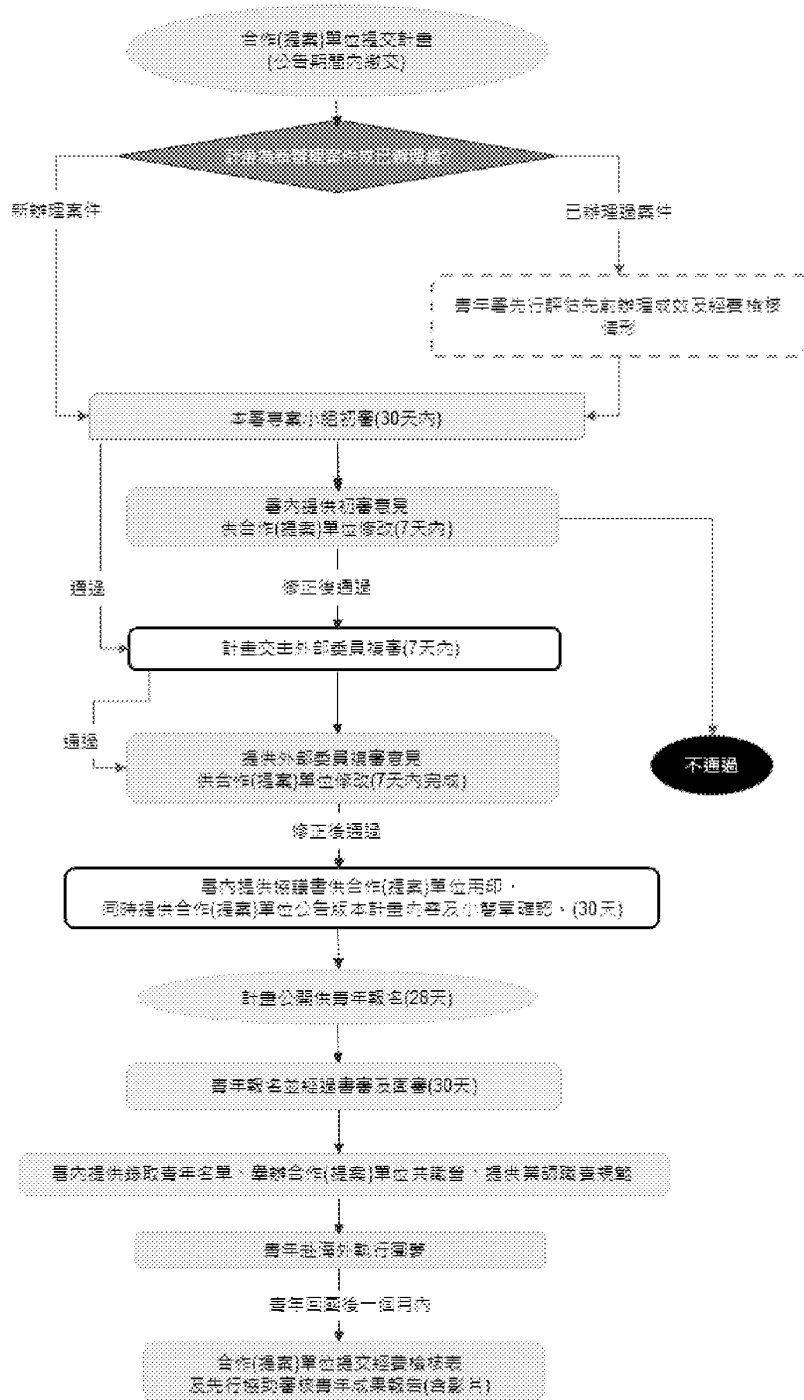 合作(提案)單位提交計畫
(公告期間內繳交)
計畫
新辦理案件
已辦理過案件
青年署先行評估先前辦理成效及經費檢核
情形
本署專案小組初審(30天內)
署內提供初審意見
供合作(提案)單位修改(7天內)
通過
修正後通過
計畫交由外部委員複審(7天內)
通過
提供外部委員複審意見
供合作(提案)單位修改(7天內完成)
不通過
修正後通過
署內提供協議書供合作(提案)單位用印，
同時提供合作(提案)單位公告版本計畫內容及小簡章確認、(30天)
計畫公開供青年報名(28天)
青年報名並經過書審及面審(30天)
署內提供錄取青年名單、舉辦合作(提案)單位共識營、提供業師職責規範
青年赴海外執行圓夢
青年回國後一個月內
合作(提案)單位提交經費檢核表
及先行協助審核青年成果報告(含影片)